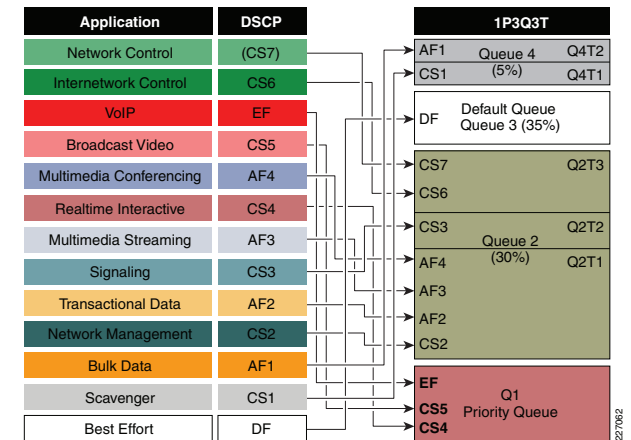 Application DSCP 1P3Q3T
Network Control (CS7)
Internetwork Control CS6
VoIP EF
Broadcast Video CS5
Multimedia Conferencing AF4
Realtime Interactive CS4
Multimedia Streaming AF3
Signaling CS3
Transactional Data AF2
Network Management CS2
Bulk Data AF1
Scavenger CS1
Best Effort DF
AF1 Queue 4 Q4T2
CS1 (5%) Q4T1
Default Queue
DF Queue 3 (35%)
CS7 Q2T3
CS6
CS3 Q2T2
Queue 2
(30%)
AF4 Q2T1
AF3
AF2
CS2
EF
Q1
CS5 Priority Queue
CS4
227062